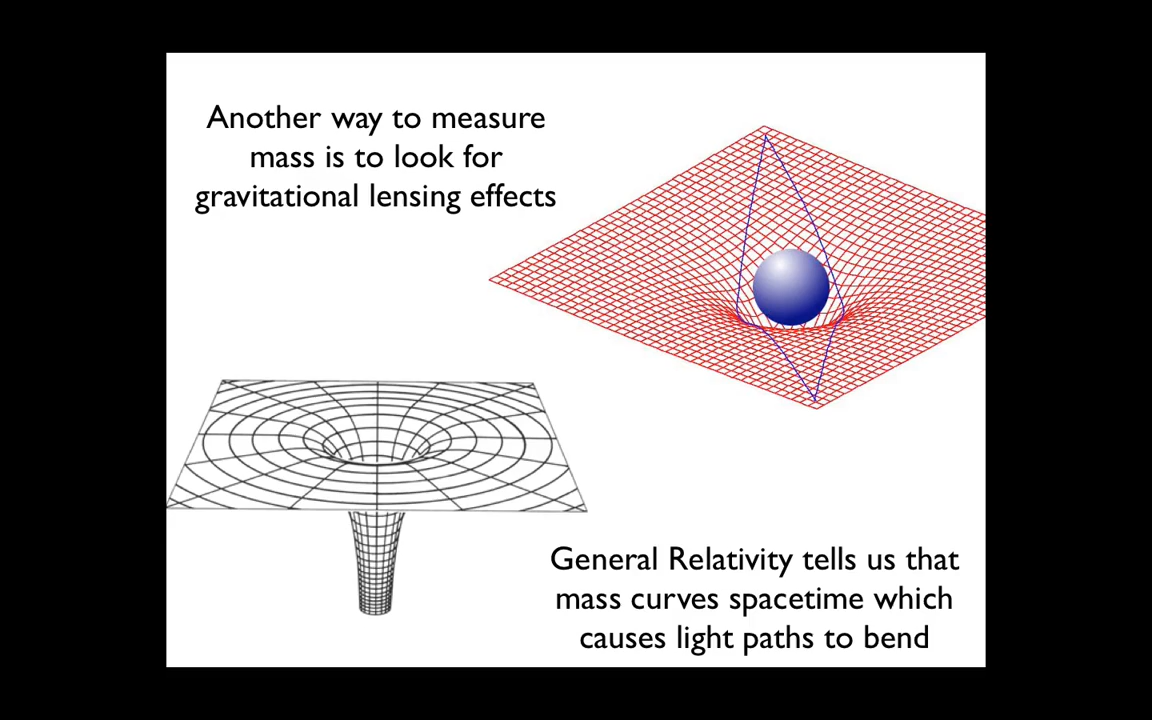 Another way to measure
mass is to look for
gravitational lensing effects
General Relativity tells us that
mass curves spacetime which
causes light paths to bend